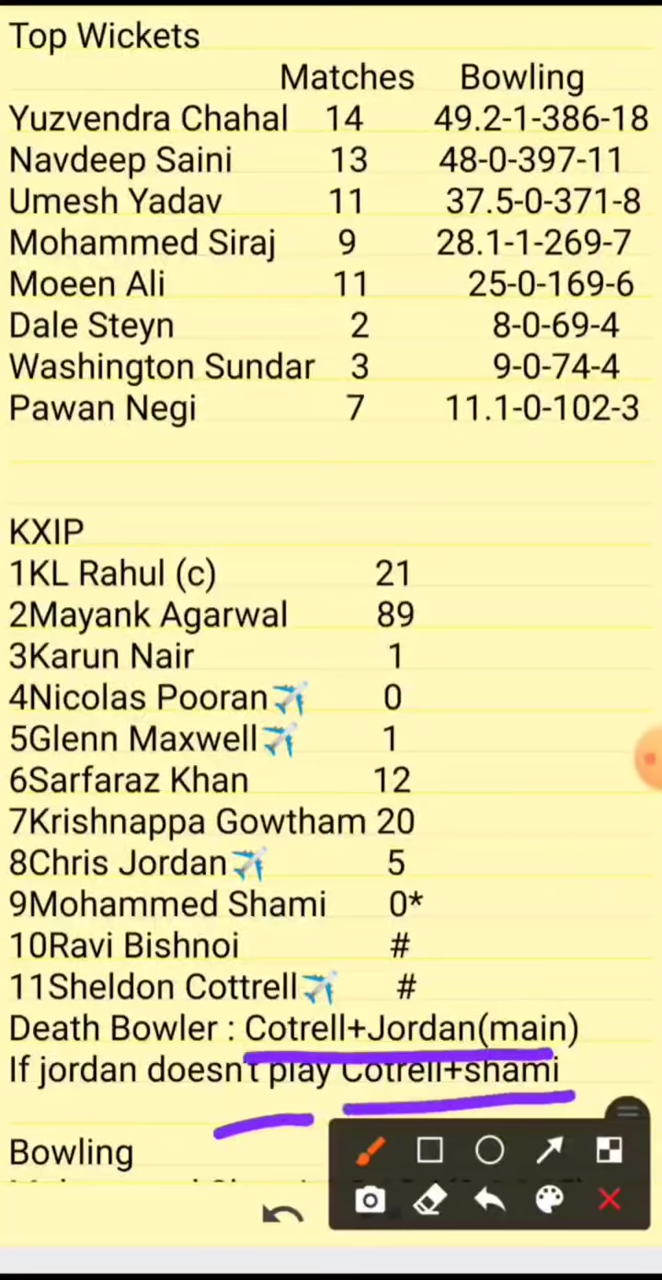 Top Wickets
Matches Bowling
Yuzvendra Chahal 14 49.2-1-386-18
Navdeep Saini 13 48-0-397-11
Umesh Yadav 11 37.5-0-371-8
Mohammed Siraj 9 28.1-1-269-7
Moeen Ali 11 25-0-169-6
Dale Steyn 2 8-0-69-4
Washington Sundar 3 9-0-74-4
Pawan Negi 7 11.1-0-102-3
KXIP
1KL Rahul (c) 21
2Mayank Agarwal 89
3Karun Nair 1
4Nicolas Pooran✈️ 0
5Glenn Maxwell✈️ 1
6Sarfaraz Khan 12
7Krishnappa Gowtham 20
8Chris Jordan✈️ 5
9Mohammed Shami 0*
10Ravi Bishnoi #
11Sheldon Cottrell✈️ #
Death Bowler : Cotrell+Jordan(main)
If jordan doesnt play Cotrell+shami
Bowling